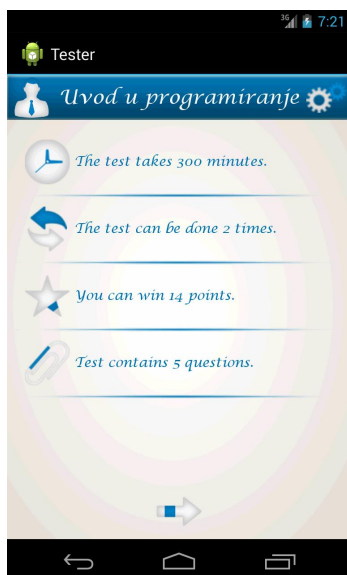 3G 7:21
Tester
Uvod u programiranje
The test takes 300 minutes.
The test can be done 2 times.
You can win 14 points.
Test contains 5 questions.